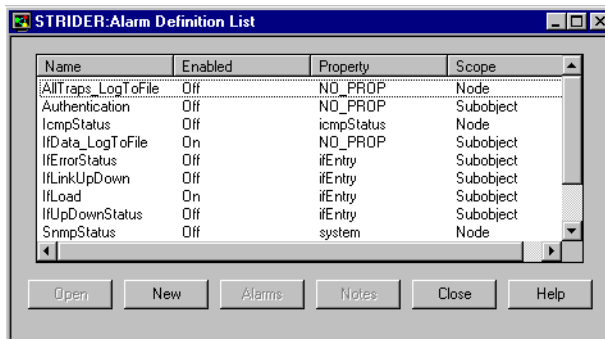 STRIDER:Alarm Definition List
Name Enabled Property Scope
AllTraps_LogToFile Off NO_PROP Node
Authentication Off NO_PROP Subobject
IcmpStatus Off icmpStatus Node
IfData_LogToFile On NO_PROP Subobject
IfErrorStatus Off ifEntry Subobject
IfLinkUpDown Off ifEntry Subobject
IfLoad On ifEntry Subobject
IfUpDownStatus Off ifEntry Subobject
SnmpStatus Off system Node
Open New Alarms Notes Close Help